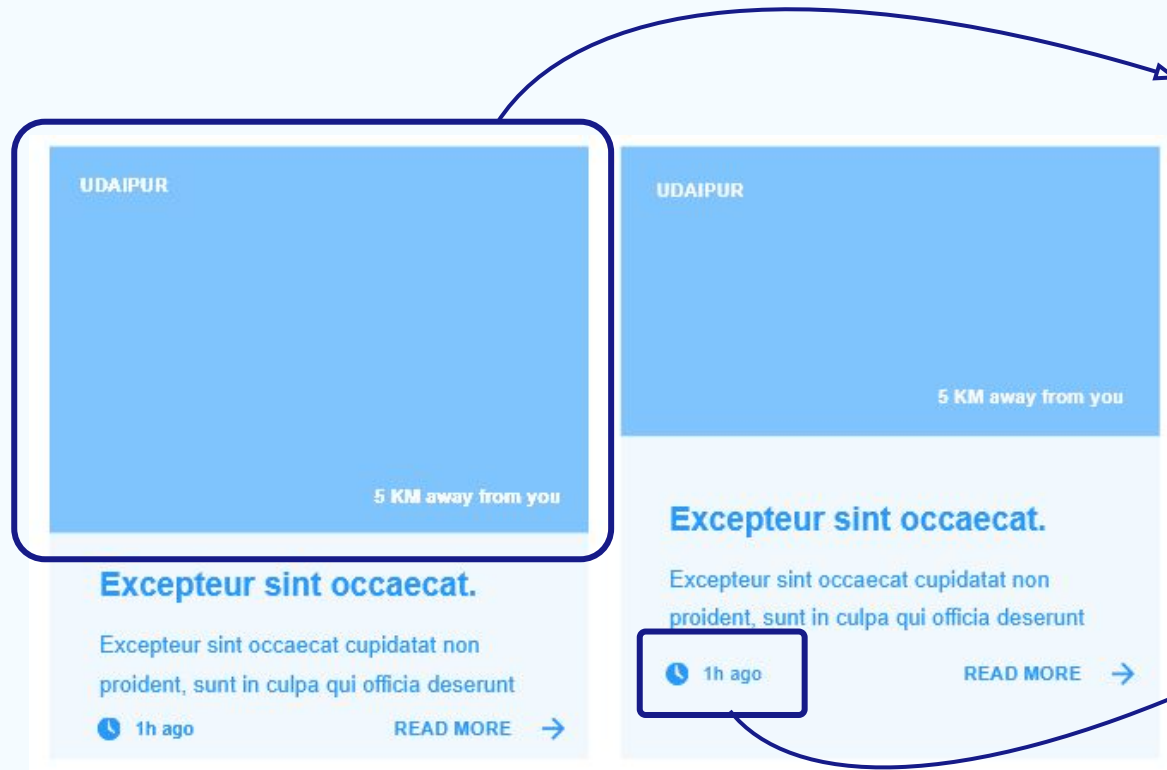 UDAIPUR
5 KM away from you
Excepteur sint occaecat.
Excepteur sint occaecat cupidatat non
proident, sunt in culpa qui officia deserunt
1h ago
READ MORE
UDAIPUR
5 KM away from you
Excepteur sint occaecat.
Excepteur sint occaecat cupidatat non
proident, sunt in culpa qui officia deserunt
1h ago
READ MORE